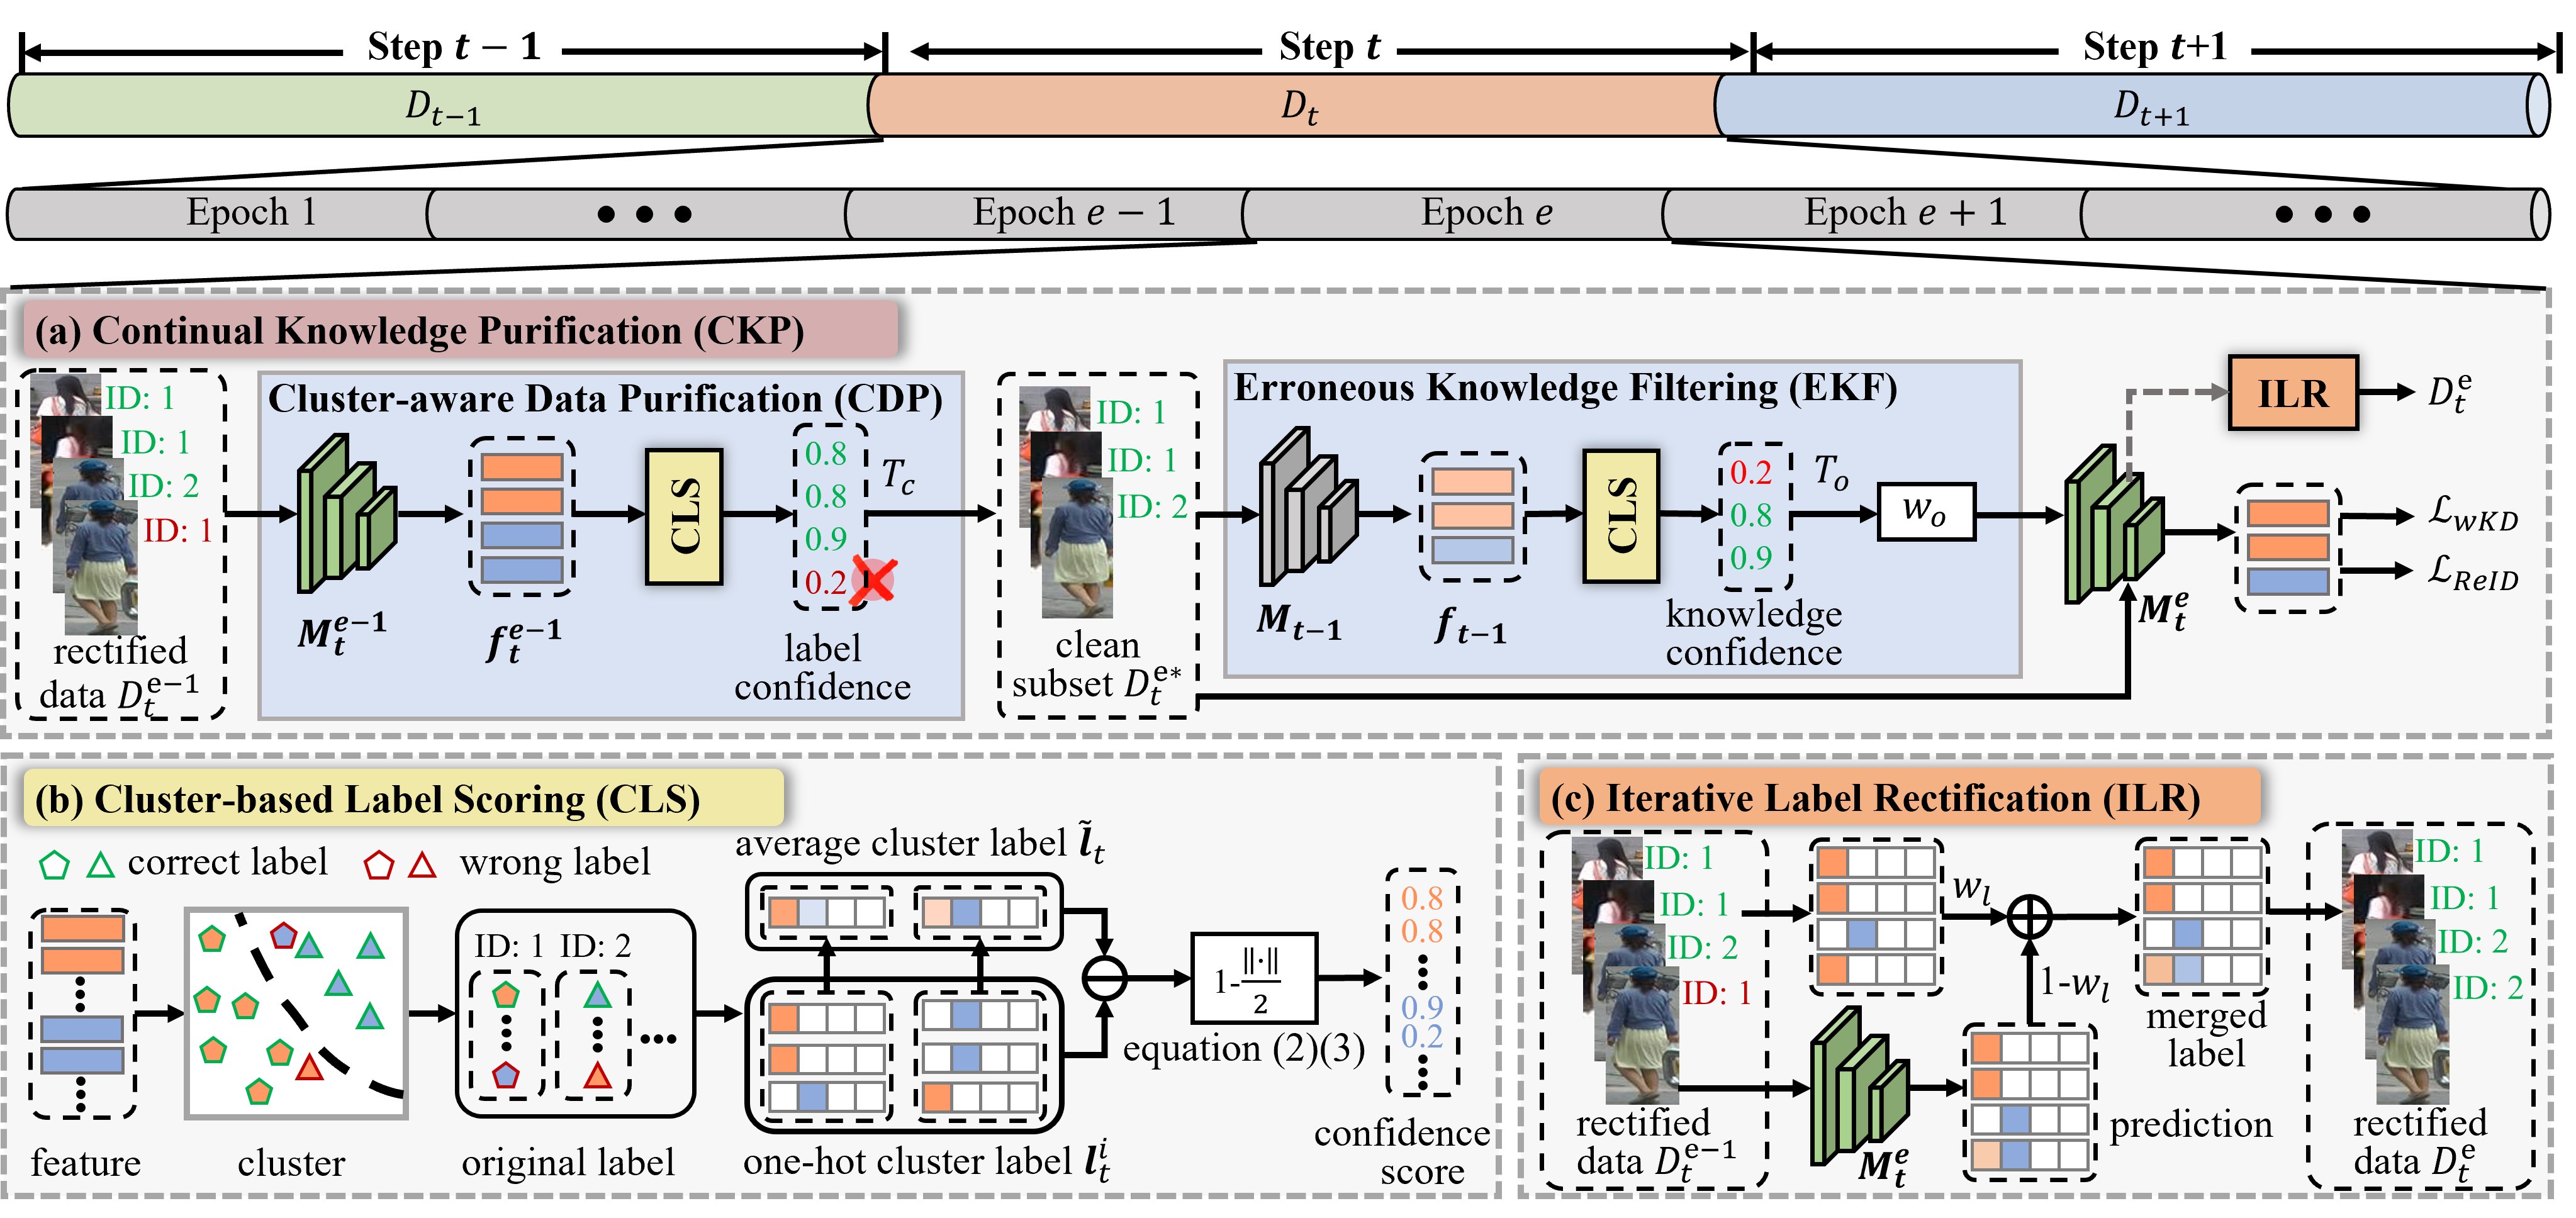 Step t − 1
Step t
Step t+1
D_{t−1}
D_t
D_{t+1}
Epoch 1
• • •
Epoch e − 1
Epoch e
Epoch e + 1
• • •
(a) Continual Knowledge Purification (CKP)
ID: 1
ID: 1
ID: 2
ID: 1
rectified
data D_t^{e−1}
Cluster-aware Data Purification (CDP)
M_t^{e−1}
f_t^{e−1}
CLS
0.8
0.8
0.9
0.2
T_c
label
confidence
ID: 1
ID: 1
ID: 2
clean
subset D_t^{e*}
Erroneous Knowledge Filtering (EKF)
M_{t−1}
f_{t−1}
CLS
0.2
0.8
0.9
T_o
knowledge
confidence
w_o
M_t^e
ILR
D_t^e
ℒ_{wKD}
ℒ_{ReID}
(b) Cluster-based Label Scoring (CLS)
correct label
wrong label
feature
cluster
ID: 1
ID: 2
original label
average cluster label l̃_t
one-hot cluster label l_t^i
1-‖·‖/2
equation (2)(3)
0.8
0.8
0.9
0.2
confidence
score
(c) Iterative Label Rectification (ILR)
ID: 1
ID: 1
ID: 2
ID: 1
rectified
data D_t^{e−1}
M_t^e
w_l
1-w_l
prediction
merged
label
ID: 1
ID: 1
ID: 2
ID: 2
rectified
data D_t^e